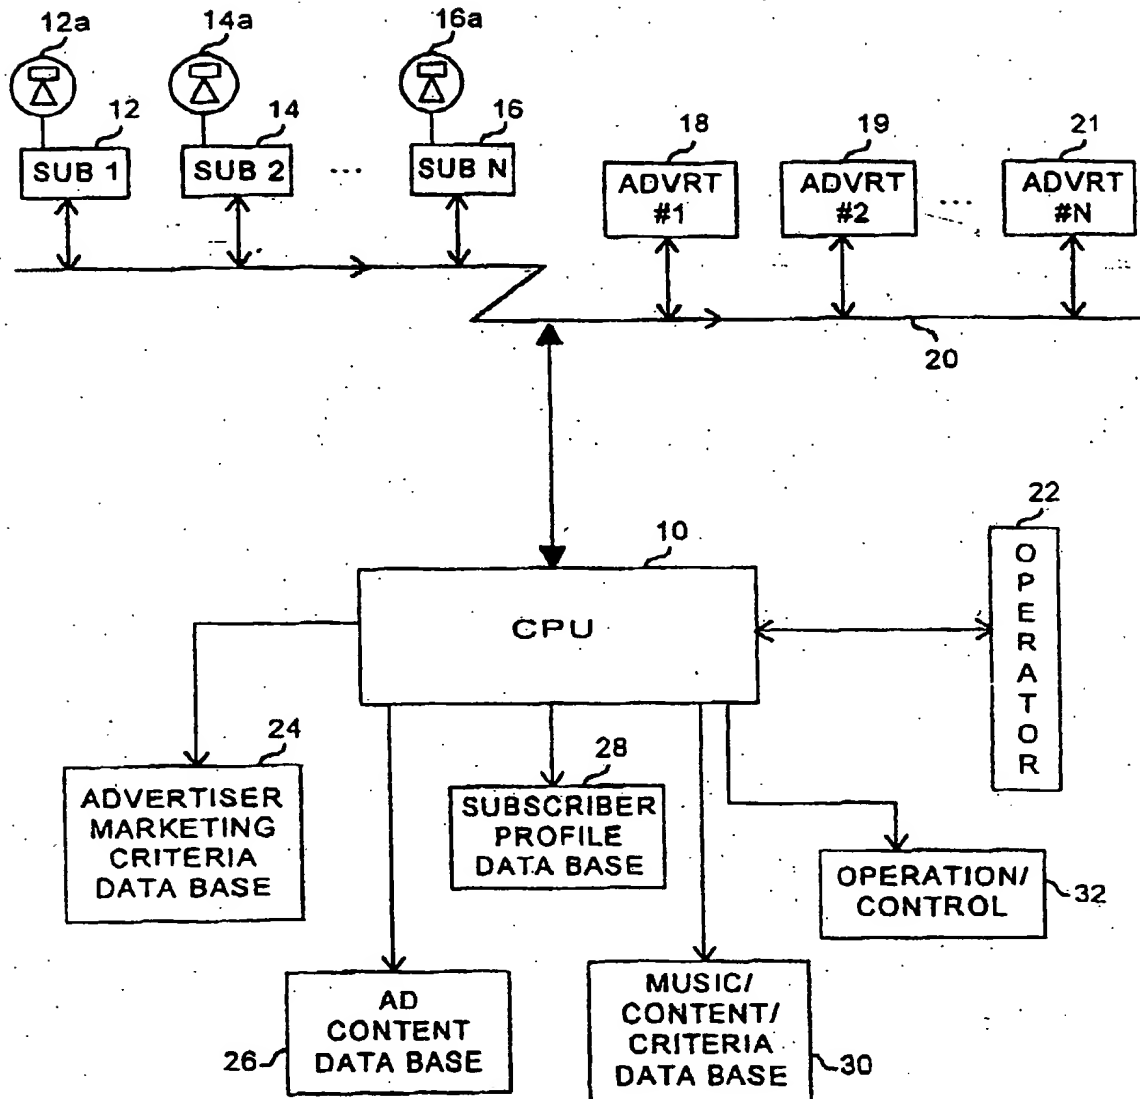 12a
14a
16a
12
14
16
18
19
21
SUB 1
SUB 2
...
SUB N
ADVRT
#1
ADVRT
#2
...
ADVRT
#N
20
10
22
CPU
OPERATOR
24
28
ADVERTISER
MARKETING
CRITERIA
DATA BASE
SUBSCRIBER
PROFILE
DATA BASE
OPERATION/
CONTROL
32
AD
CONTENT
DATA BASE
26
MUSIC/
CONTENT/
CRITERIA
DATA BASE
30